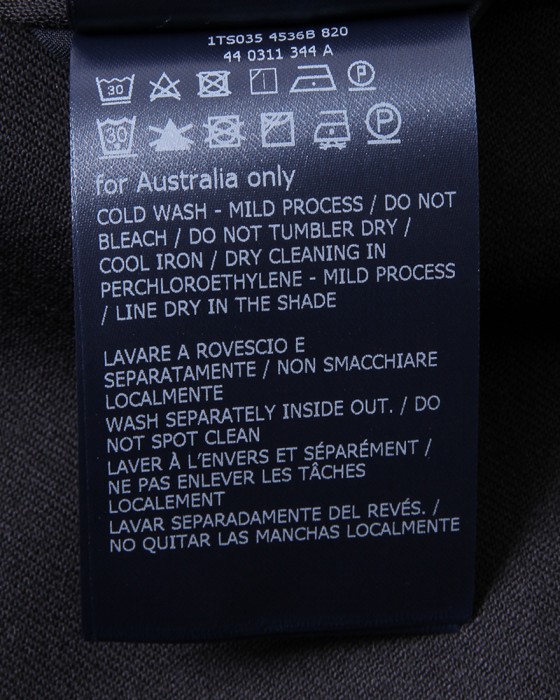 1TS035 4536B 820
44 0311 344 A
30 P
30 P
for Australia only
COLD WASH - MILD PROCESS / DO NOT
BLEACH / DO NOT TUMBLER DRY /
COOL IRON / DRY CLEANING IN
PERCHLOROETHYLENE - MILD PROCESS
/ LINE DRY IN THE SHADE
LAVARE A ROVESCIO E
SEPARATAMENTE / NON SMACCHIARE
LOCALMENTE
WASH SEPARATELY INSIDE OUT. / DO
NOT SPOT CLEAN
LAVER À L'ENVERS ET SÉPARÉMENT /
NE PAS ENLEVER LES TÂCHES
LOCALEMENT
LAVAR SEPARADAMENTE DEL REVÉS. /
NO QUITAR LAS MANCHAS LOCALMENTE